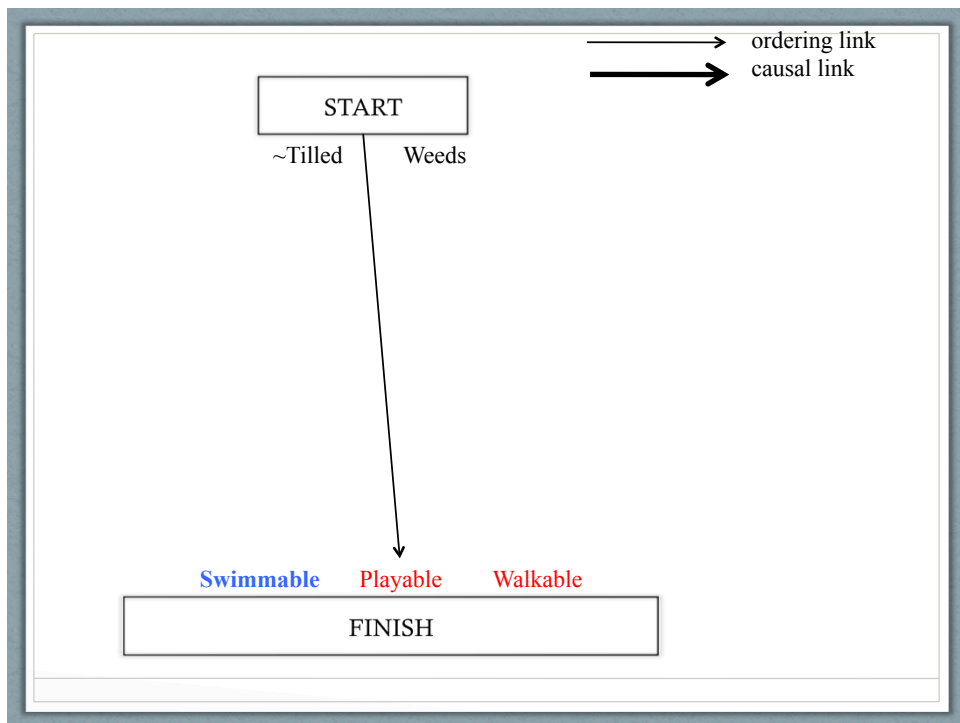 ordering link
causal link
START
~Tilled Weeds
Swimmable Playable Walkable
FINISH